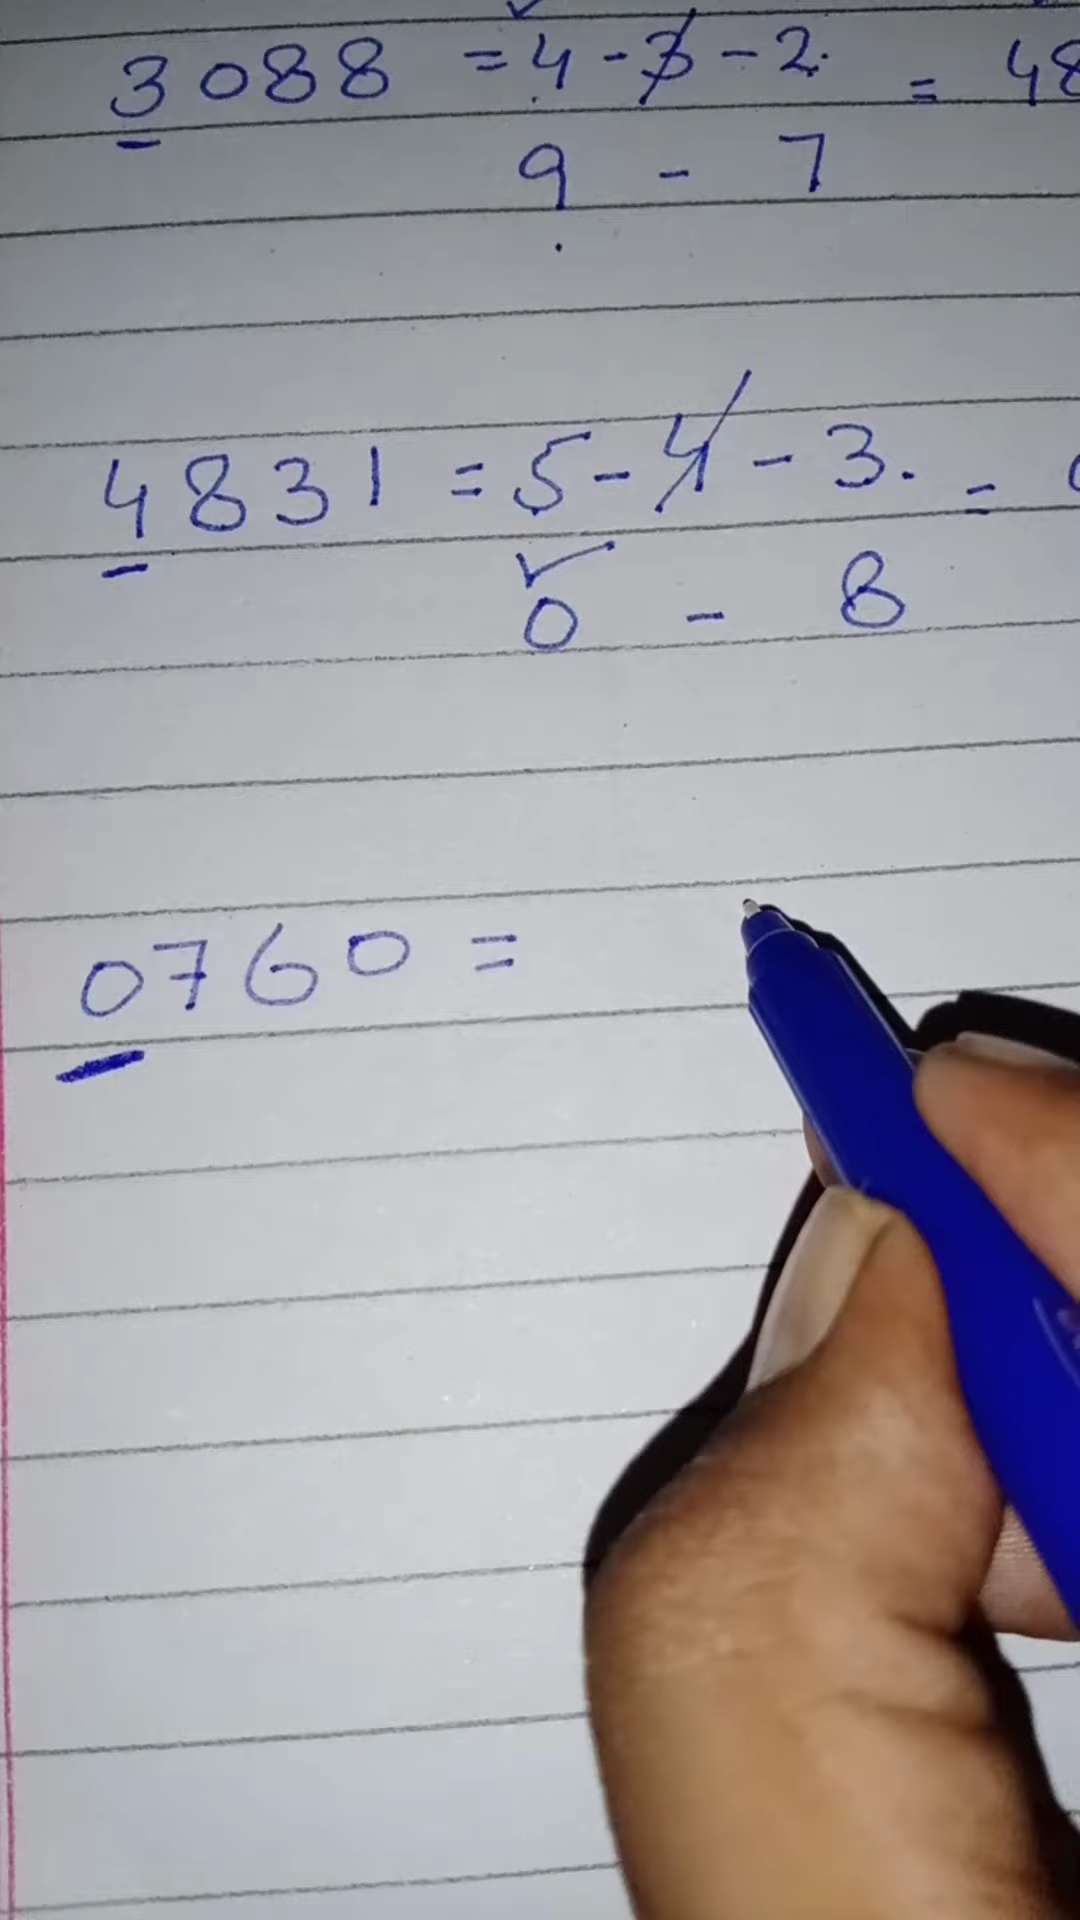 3088 = 4 - 3 - 2. = 48
9 - 7
4831 = 5 - 4 - 3. =
0 - 8
0760 =